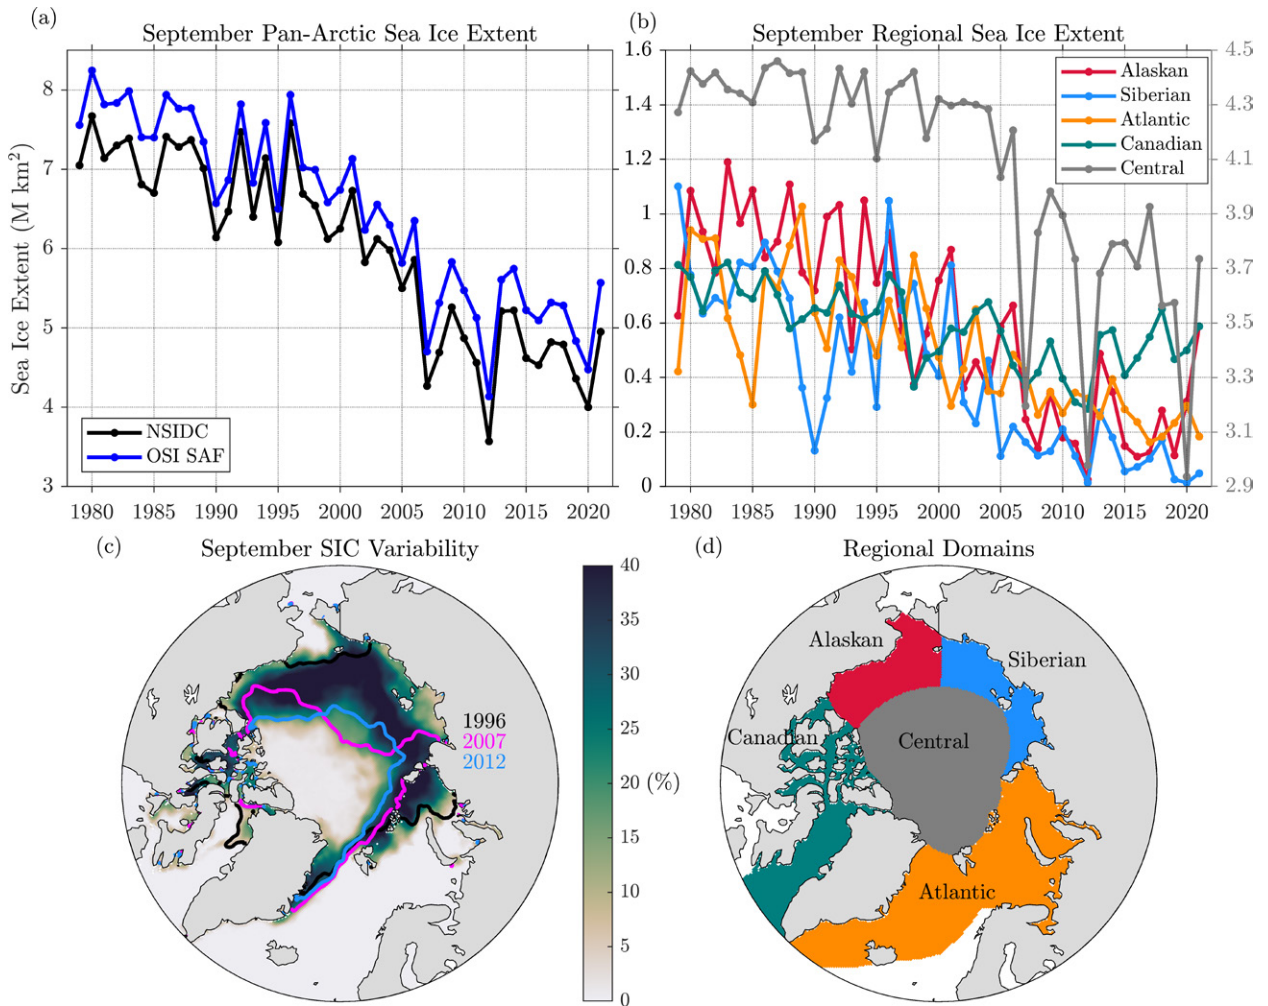 (a)
September Pan-Arctic Sea Ice Extent
Sea Ice Extent (M km²)
8
7
6
5
4
3
NSIDC
OSI SAF
1980 1985 1990 1995 2000 2005 2010 2015 2020
(b)
September Regional Sea Ice Extent
1.6
1.4
1.2
1
0.8
0.6
0.4
0.2
0
Alaskan
Siberian
Atlantic
Canadian
Central
4.5
4.3
4.1
3.9
3.7
3.5
3.3
3.1
2.9
1980 1985 1990 1995 2000 2005 2010 2015 2020
(c)
September SIC Variability
1996
2007
2012
40
35
30
25
20
15
10
5
0
(%)
(d)
Regional Domains
Alaskan
Siberian
Canadian
Central
Atlantic